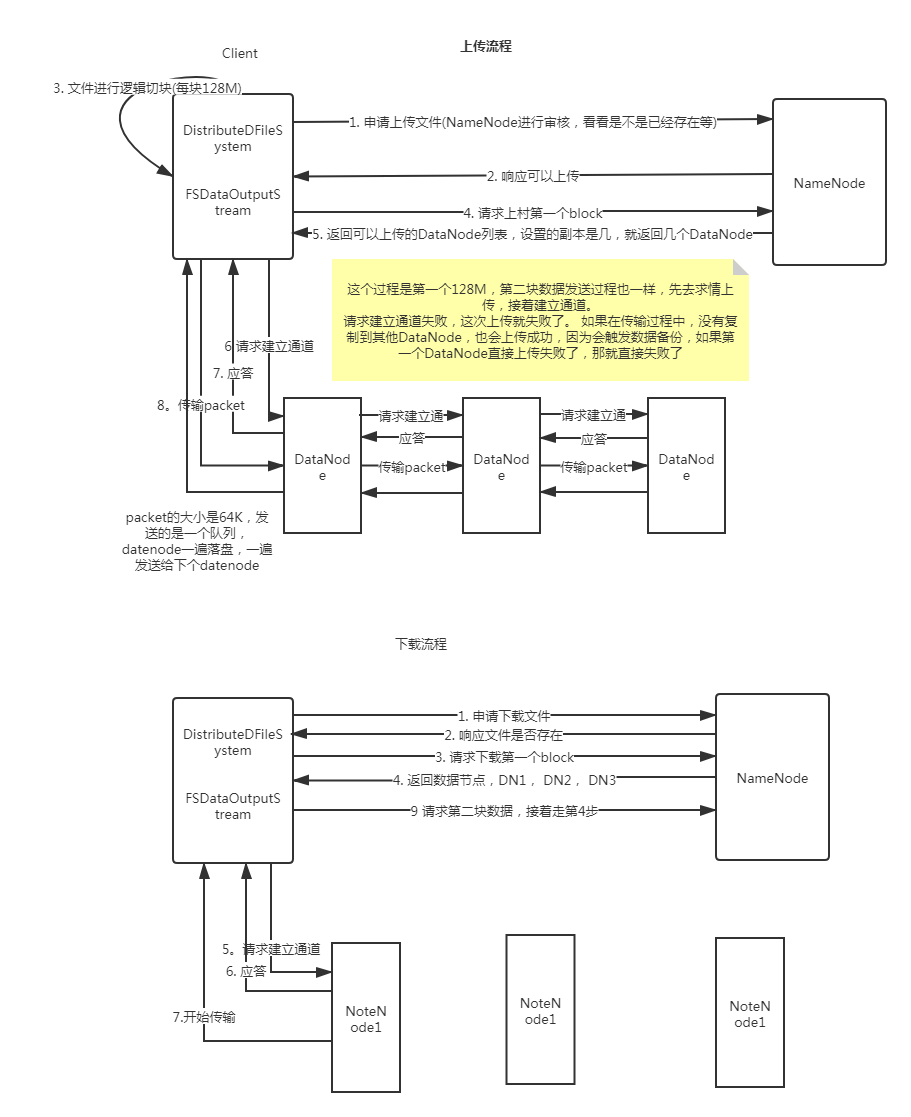 上传流程
Client
3. 文件进行逻辑切块(每块128M)
DistributeDFileS
ystem
FSDataOutputS
tream
1. 申请上传文件(NameNode进行审核，看看是不是已经存在等)
2. 响应可以上传
NameNode
4. 请求上村第一个block
5. 返回可以上传的DataNode列表，设置的副本是几，就返回几个DataNode
这个过程是第一个128M，第二块数据发送过程也一样，先去求情上
传，接着建立通道。
请求建立通道失败，这次上传就失败了。 如果在传输过程中，没有复
制到其他DataNode，也会上传成功，因为会触发数据备份，如果第
一个DataNode直接上传失败了，那就直接失败了
6.请求建立通道
7. 应答
8。传输packet
DataNod
e
请求建立通
应答
传输packet
DataNod
e
请求建立通
应答
传输packet
DataNod
e
packet的大小是64K，发
送的是一个队列，
datenode一遍落盘，一遍
发送给下个datenode
下载流程
DistributeDFileS
ystem
FSDataOutputS
tream
1. 申请下载文件
2. 响应文件是否存在
3. 请求下载第一个block
4. 返回数据节点，DN1， DN2， DN3
9 请求第二块数据，接着走第4步
NameNode
5。请求建立通道
6. 应答
7.开始传输
NoteN
ode1
NoteN
ode1
NoteN
ode1